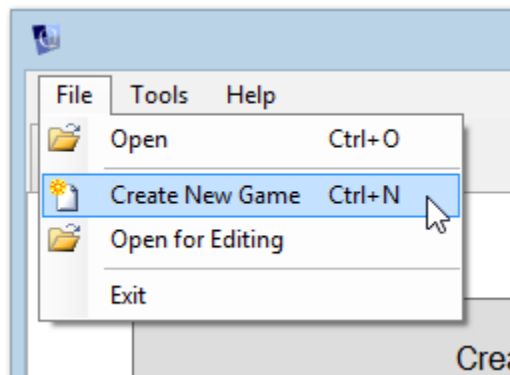 File Tools Help
Open Ctrl+O
Create New Game Ctrl+N
Open for Editing
Exit